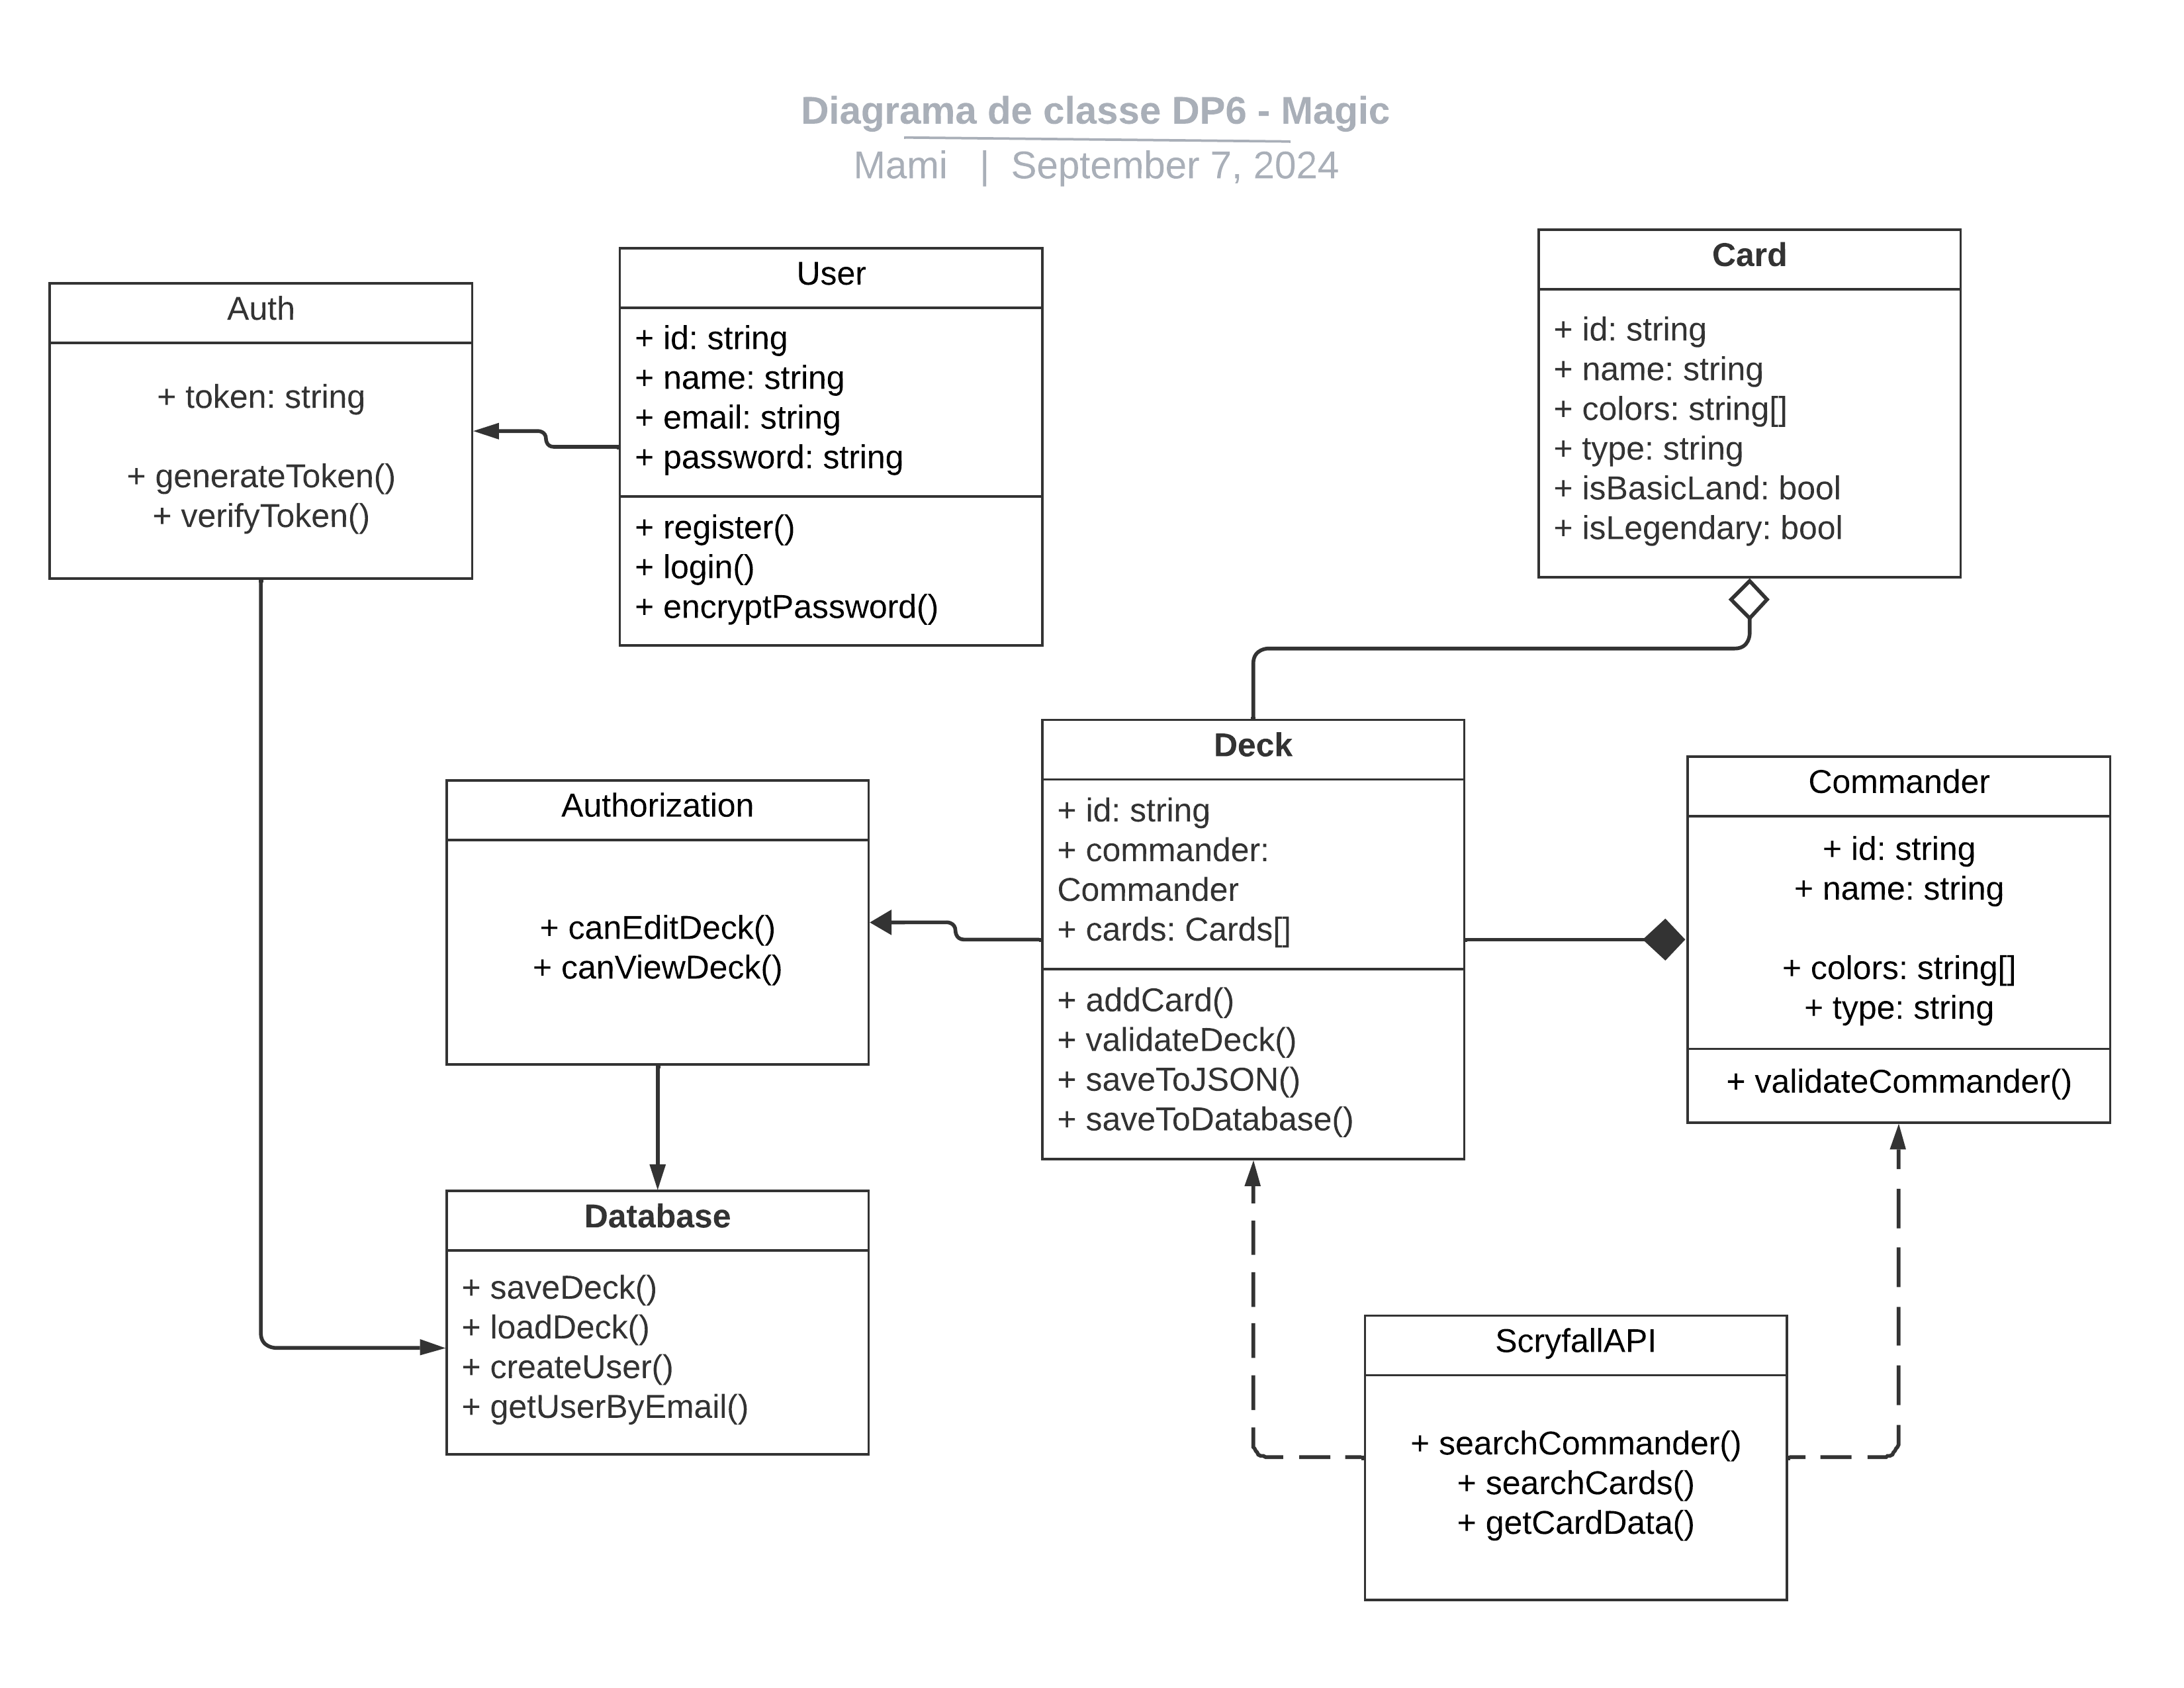 Diagrama de classe DP6 - Magic
Mami | September 7, 2024
Auth
+ token: string
+ generateToken()
+ verifyToken()
User
+ id: string
+ name: string
+ email: string
+ password: string
+ register()
+ login()
+ encryptPassword()
Card
+ id: string
+ name: string
+ colors: string[]
+ type: string
+ isBasicLand: bool
+ isLegendary: bool
Authorization
+ canEditDeck()
+ canViewDeck()
Deck
+ id: string
+ commander:
Commander
+ cards: Cards[]
+ addCard()
+ validateDeck()
+ saveToJSON()
+ saveToDatabase()
Commander
+ id: string
+ name: string
+ colors: string[]
+ type: string
+ validateCommander()
Database
+ saveDeck()
+ loadDeck()
+ createUser()
+ getUserByEmail()
ScryfallAPI
+ searchCommander()
+ searchCards()
+ getCardData()